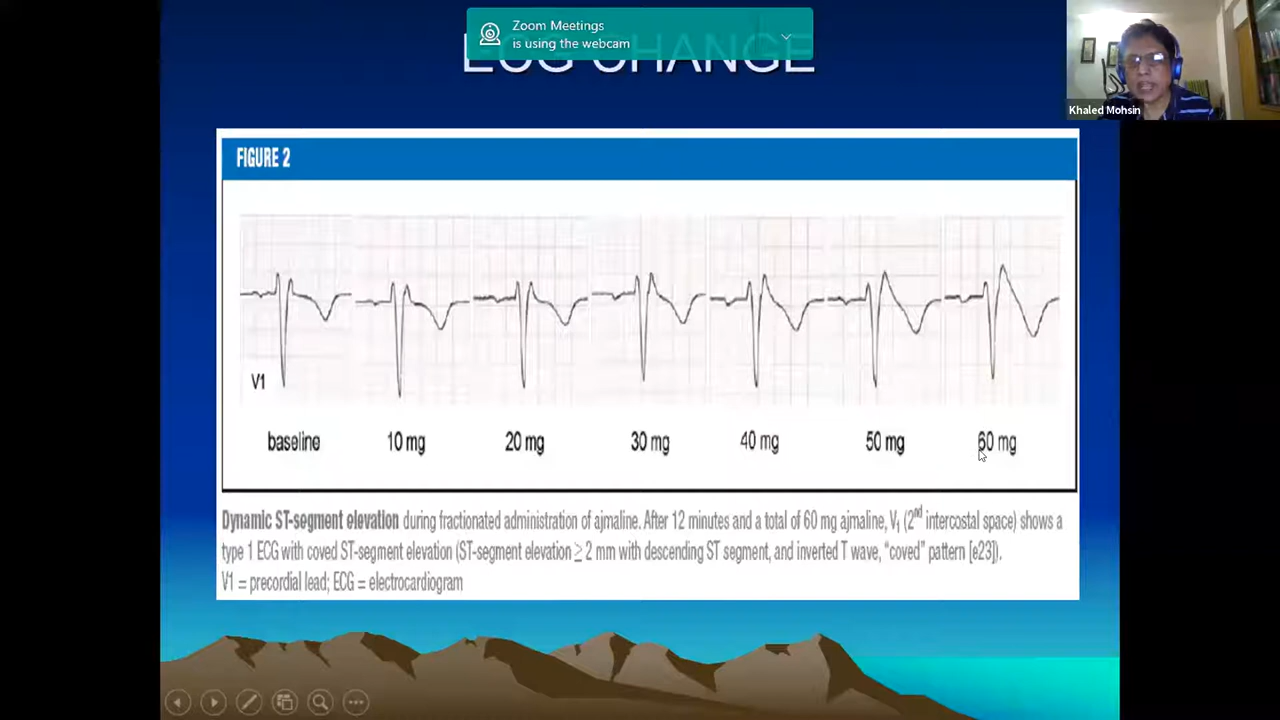 Zoom Meetings
is using the webcam
ECG CHANGE
Khaled Mohsin
FIGURE 2
V1
baseline
10 mg
20 mg
30 mg
40 mg
50 mg
60 mg
Dynamic ST-segment elevation during fractionated administration of ajmaline. After 12 minutes and a total of 60 mg ajmaline, V₁ (2ⁿᵈ intercostal space) shows a
type 1 ECG with coved ST-segment elevation (ST-segment elevation ≥ 2 mm with descending ST segment, and inverted T wave, “coved” pattern [e23]).
V1 = precordial lead; ECG = electrocardiogram